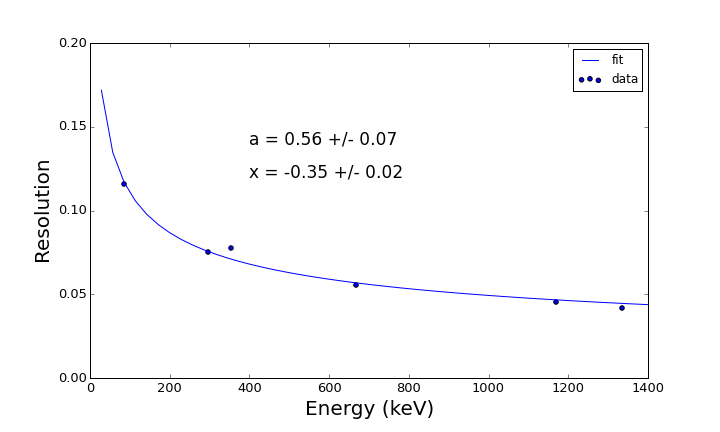 0.20
0.15
0.10
0.05
0.00
0
200
400
600
800
1000
1200
1400
Resolution
Energy (keV)
a = 0.56 +/- 0.07
x = -0.35 +/- 0.02
fit
data